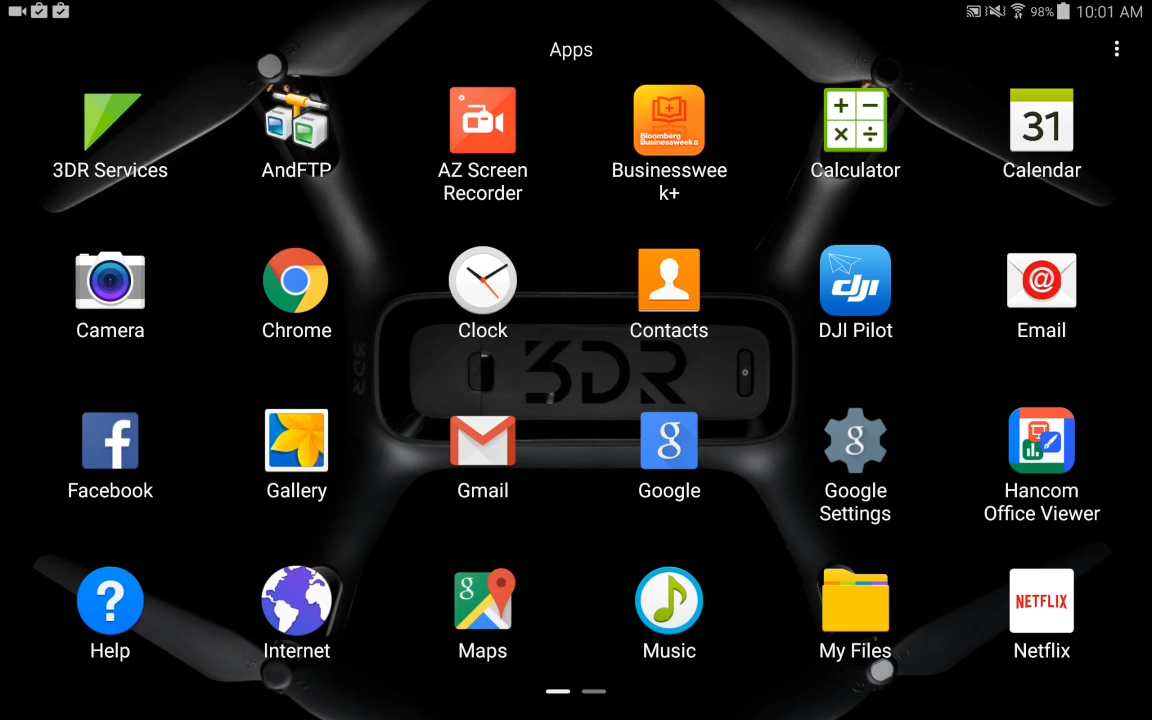 98% 10:01 AM
Apps
3DR Services
AndFTP
AZ Screen
Recorder
Bloomberg
Businessweek+
Businesswee
k+
+ −
× ÷
Calculator
31
Calendar
Camera
Chrome
Clock
Contacts
dji
DJI Pilot
@
Email
3DR
3DR
f
Facebook
Gallery
Gmail
g
Google
g
Google
Settings
Hancom
Office Viewer
?
Help
Internet
g
Maps
Music
My Files
NETFLIX
Netflix